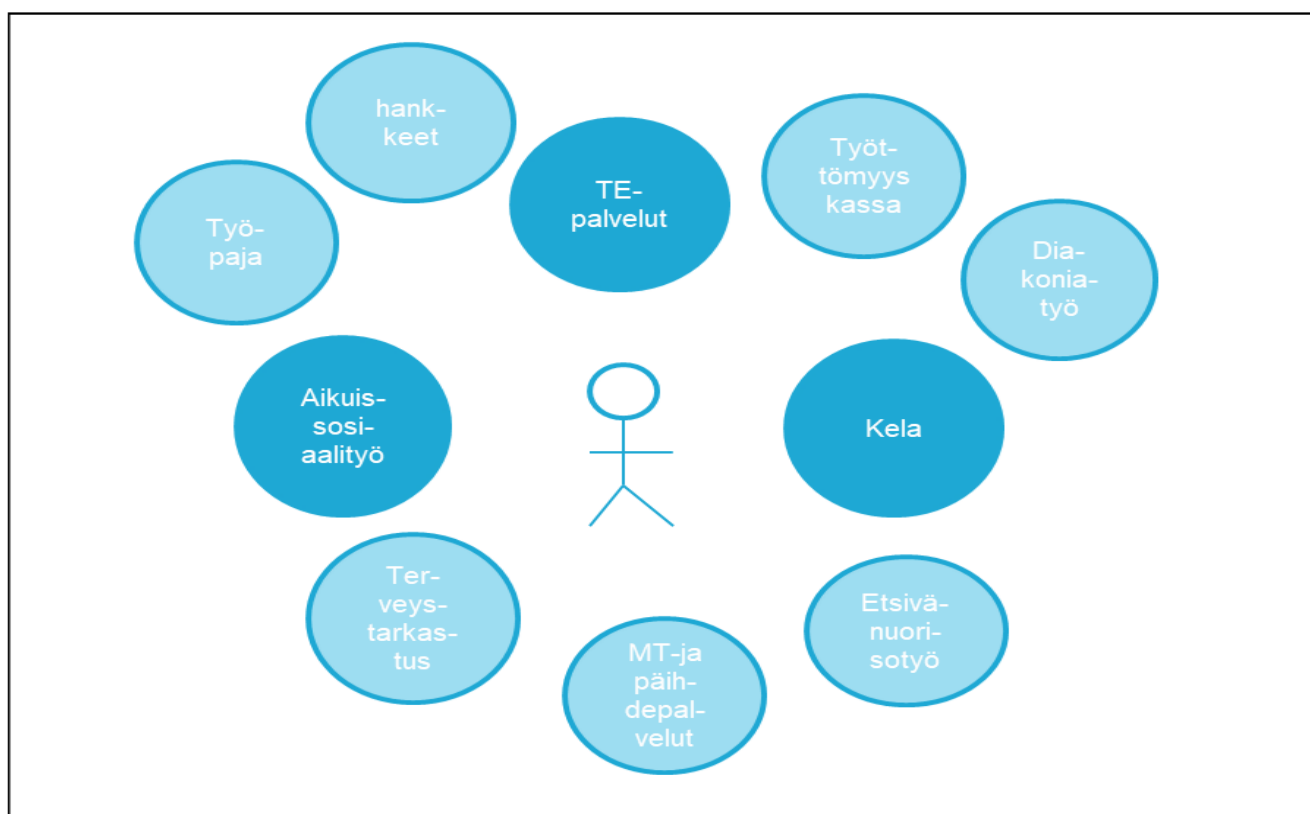 hank-
keet
TE-
palvelut
Työt-
tömyys
kassa
Työ-
paja
Dia-
konia-
työ
Aikuis-
sosi-
aalityö
Kela
Ter-
veys-
tarkas-
tus
MT-ja
päih-
depal-
velut
Etsivä-
nuori-
sotyö